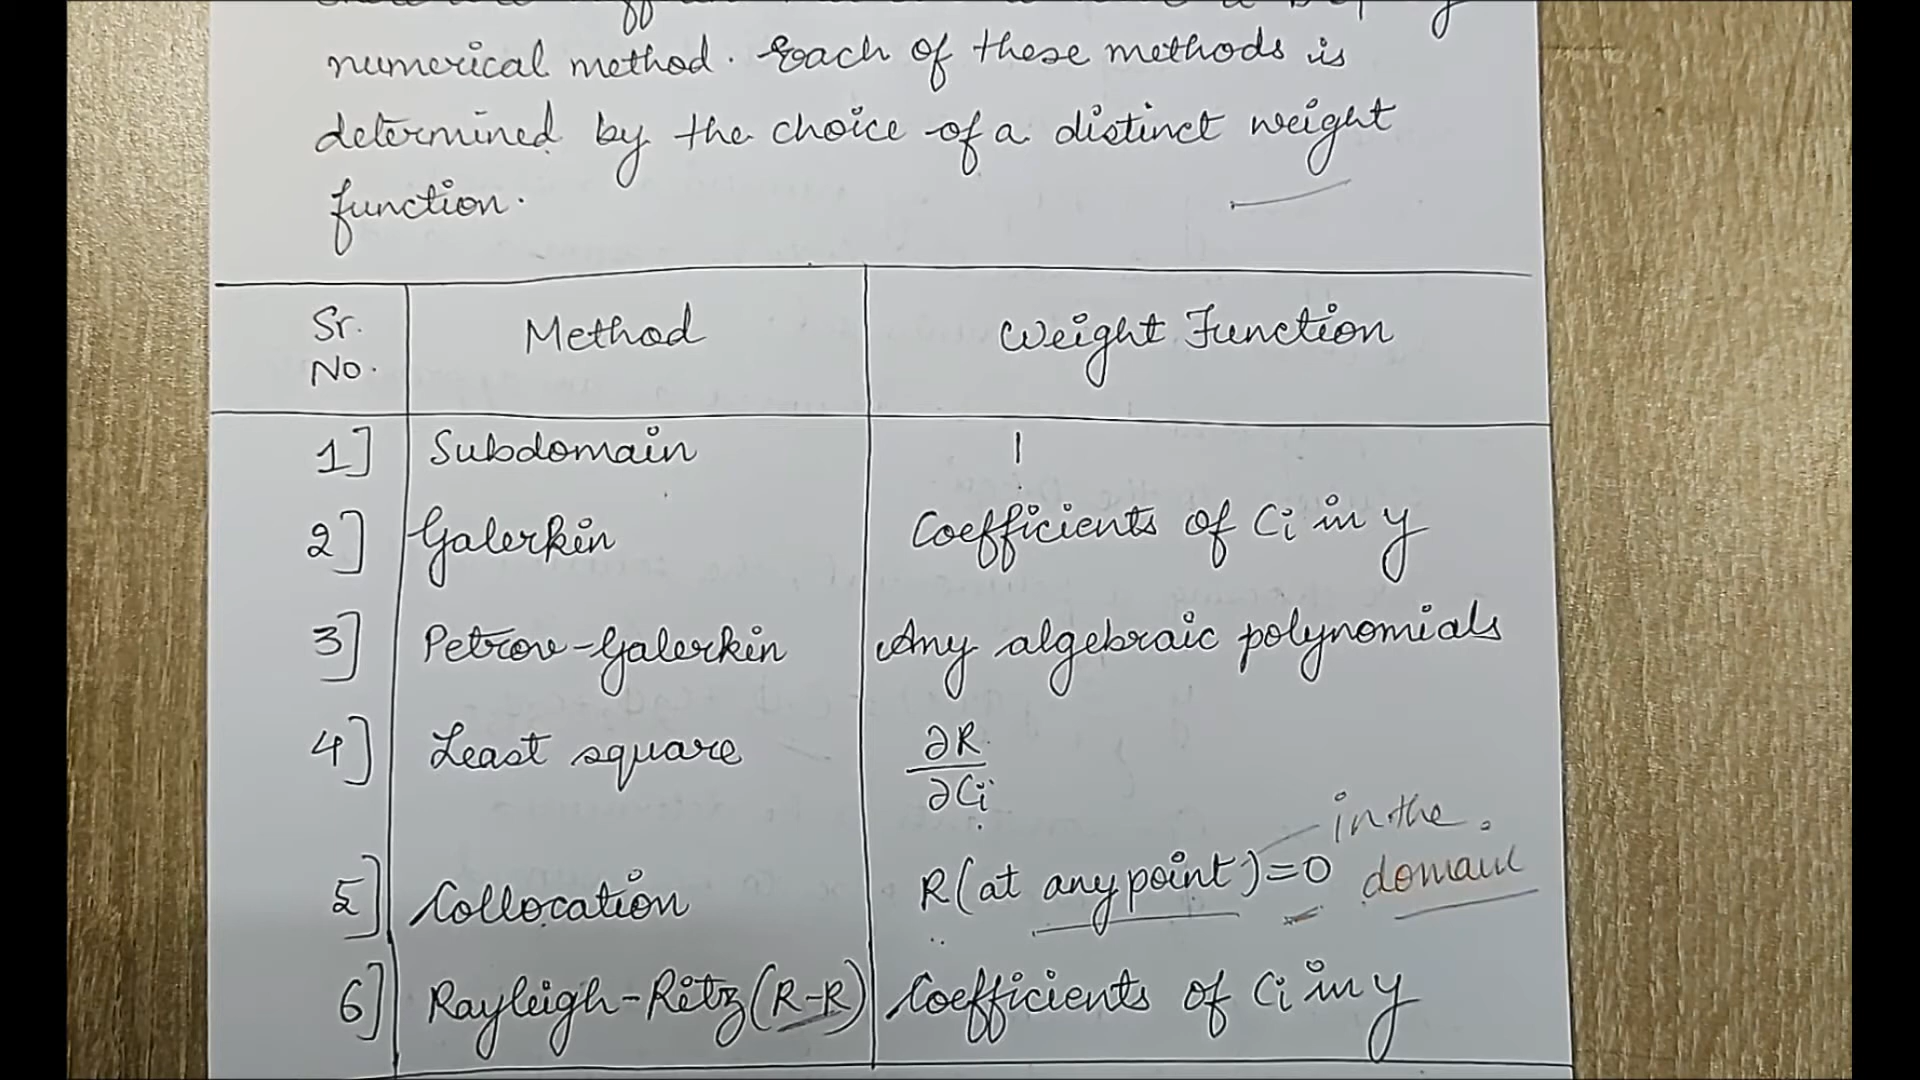 numerical method. Each of these methods is
determined by the choice of a distinct weight
function.
Sr. No. Method Weight Function
1] Subdomain 1
2] Galerkin Coefficients of Ci in y
3] Petrov-Galerkin Any algebraic polynomials
4] Least square ∂R/∂Ci
5] Collocation R(at any point)=0 in the domain
6] Rayleigh-Ritz (R-R) Coefficients of Ci in y